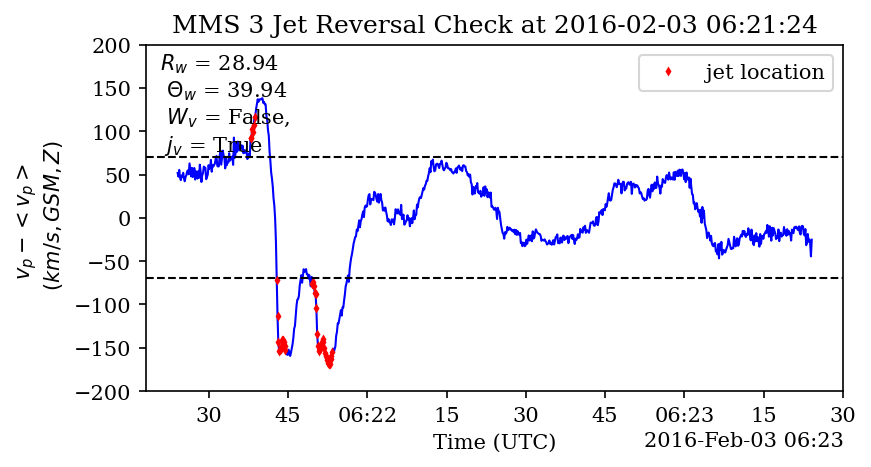 MMS 3 Jet Reversal Check at 2016-02-03 06:21:24
200
150
100
50
0
−50
−100
−150
−200
v_p − < v_p >
(km/s, GSM, Z)
R_w = 28.94
Θ_w = 39.94
W_v = False,
j_v = True
jet location
30 45 06:22 15 30 45 06:23 15 30
Time (UTC)
2016-Feb-03 06:23